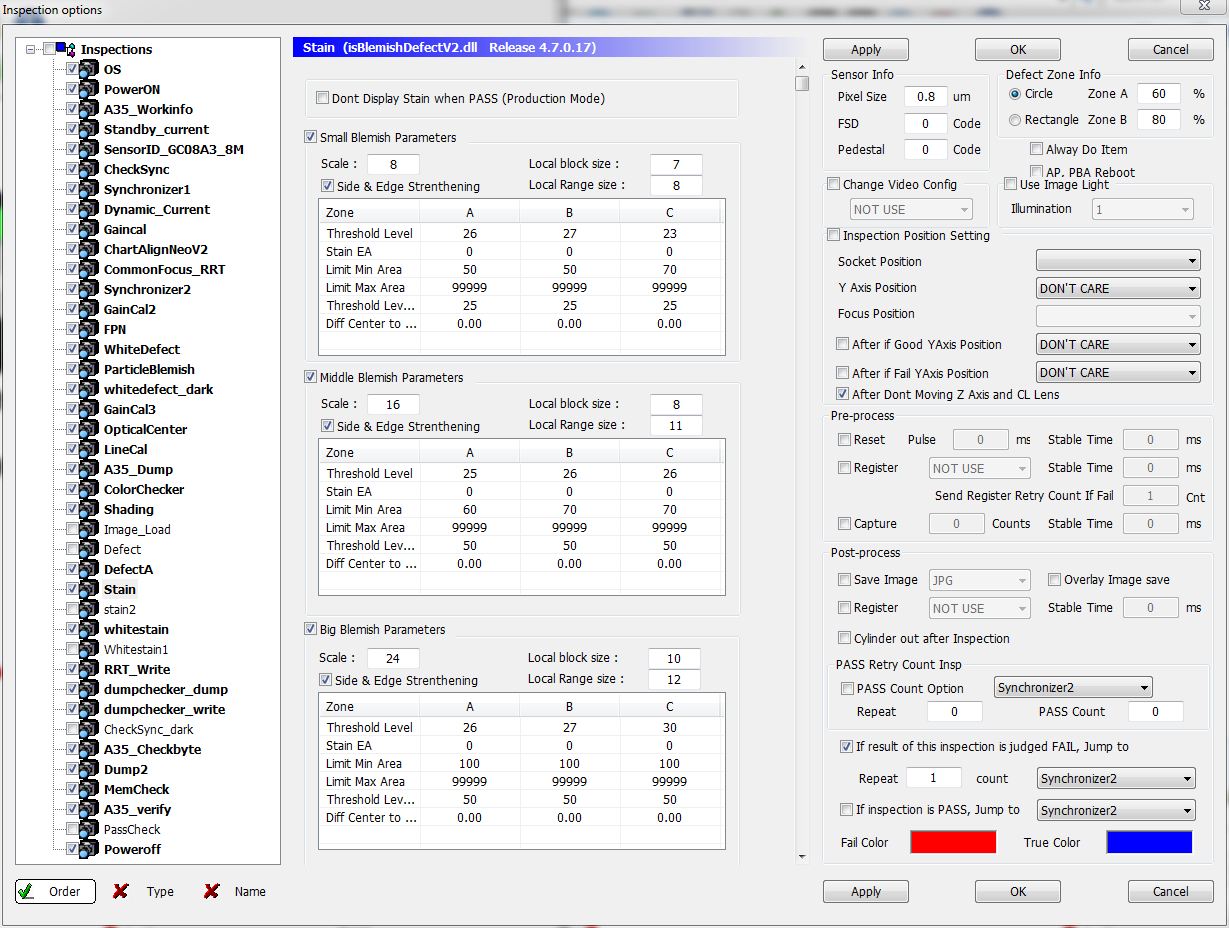 Inspection options
Inspections
OS
PowerON
A35_Workinfo
Standby_current
SensorID_GC08A3_8M
CheckSync
Synchronizer1
Dynamic_Current
Gaincal
ChartAlignNeoV2
CommonFocus_RRT
Synchronizer2
GainCal2
FPN
WhiteDefect
ParticleBlemish
whitedefect_dark
GainCal3
OpticalCenter
LineCal
A35_Dump
ColorChecker
Shading
Image_Load
Defect
DefectA
Stain
stain2
whitestain
Whitestain1
RRT_Write
dumpchecker_dump
dumpchecker_write
CheckSync_dark
A35_Checkbyte
Dump2
MemCheck
A35_verify
PassCheck
Poweroff
Order Type Name
Stain (isBlemishDefectV2.dll Release 4.7.0.17)
Dont Display Stain when PASS (Production Mode)
Small Blemish Parameters
Scale : 8 Local block size : 7
Side & Edge Strenthening Local Range size : 8
Zone A B C
Threshold Level 26 27 23
Stain EA 0 0 0
Limit Min Area 50 50 70
Limit Max Area 99999 99999 99999
Threshold Lev... 25 25 25
Diff Center to ... 0.00 0.00 0.00
Middle Blemish Parameters
Scale : 16 Local block size : 8
Side & Edge Strenthening Local Range size : 11
Zone A B C
Threshold Level 25 26 26
Stain EA 0 0 0
Limit Min Area 60 70 70
Limit Max Area 99999 99999 99999
Threshold Lev... 50 50 50
Diff Center to ... 0.00 0.00 0.00
Big Blemish Parameters
Scale : 24 Local block size : 10
Side & Edge Strenthening Local Range size : 12
Zone A B C
Threshold Level 26 27 30
Stain EA 0 0 0
Limit Min Area 100 100 100
Limit Max Area 99999 99999 99999
Threshold Lev... 50 50 50
Diff Center to ... 0.00 0.00 0.00
Apply OK Cancel
Sensor Info
Pixel Size 0.8 um
FSD 0 Code
Pedestal 0 Code
Defect Zone Info
Circle Zone A 60 %
Rectangle Zone B 80 %
Alway Do Item
AP. PBA Reboot
Change Video Config
NOT USE
Use Image Light
Illumination 1
Inspection Position Setting
Socket Position
Y Axis Position DON'T CARE
Focus Position
After if Good YAxis Position DON'T CARE
After if Fail YAxis Position DON'T CARE
After Dont Moving Z Axis and CL Lens
Pre-process
Reset Pulse 0 ms Stable Time 0 ms
Register NOT USE Stable Time 0 ms
Send Register Retry Count If Fail 1 Cnt
Capture 0 Counts Stable Time 0 ms
Post-process
Save Image JPG Overlay Image save
Register NOT USE Stable Time 0 ms
Cylinder out after Inspection
PASS Retry Count Insp
PASS Count Option Synchronizer2
Repeat 0 PASS Count 0
If result of this inspection is judged FAIL, Jump to
Repeat 1 count Synchronizer2
If inspection is PASS, Jump to Synchronizer2
Fail Color True Color
Apply OK Cancel